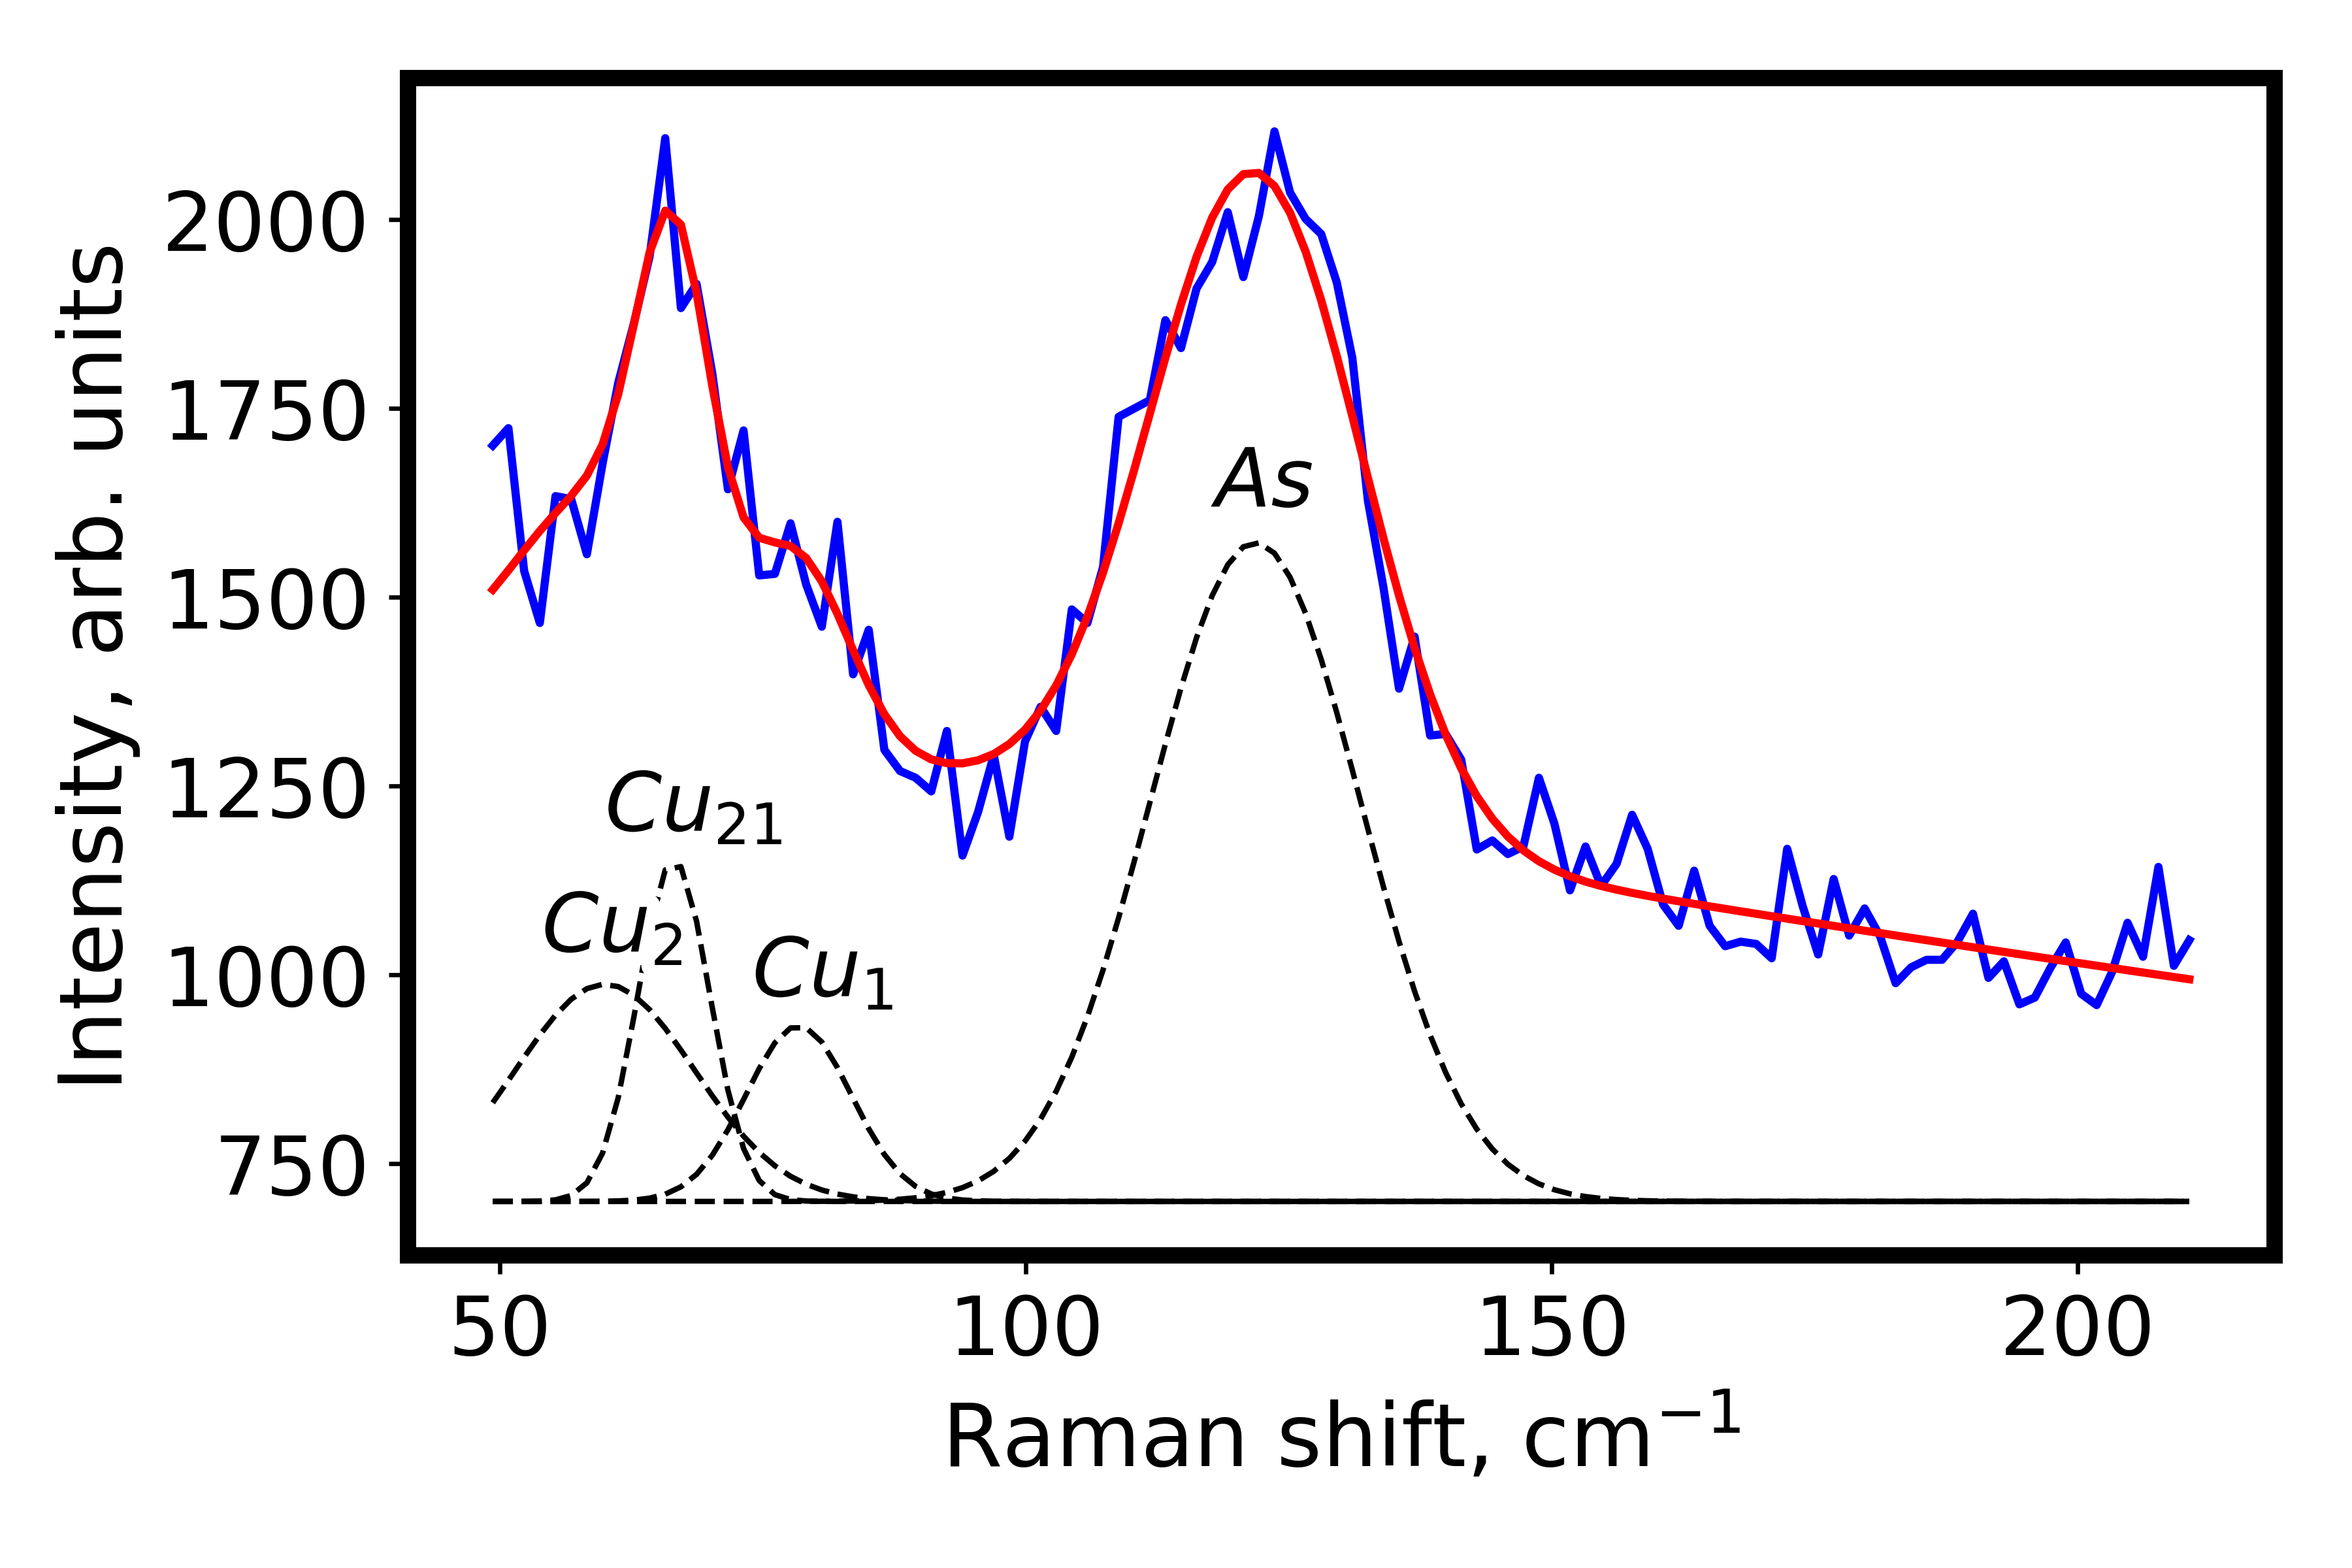 Intensity, arb. units
2000
1750
1500
1250
1000
750
As
Cu₂₁
Cu₂
Cu₁
50 100 150 200
Raman shift, cm⁻¹